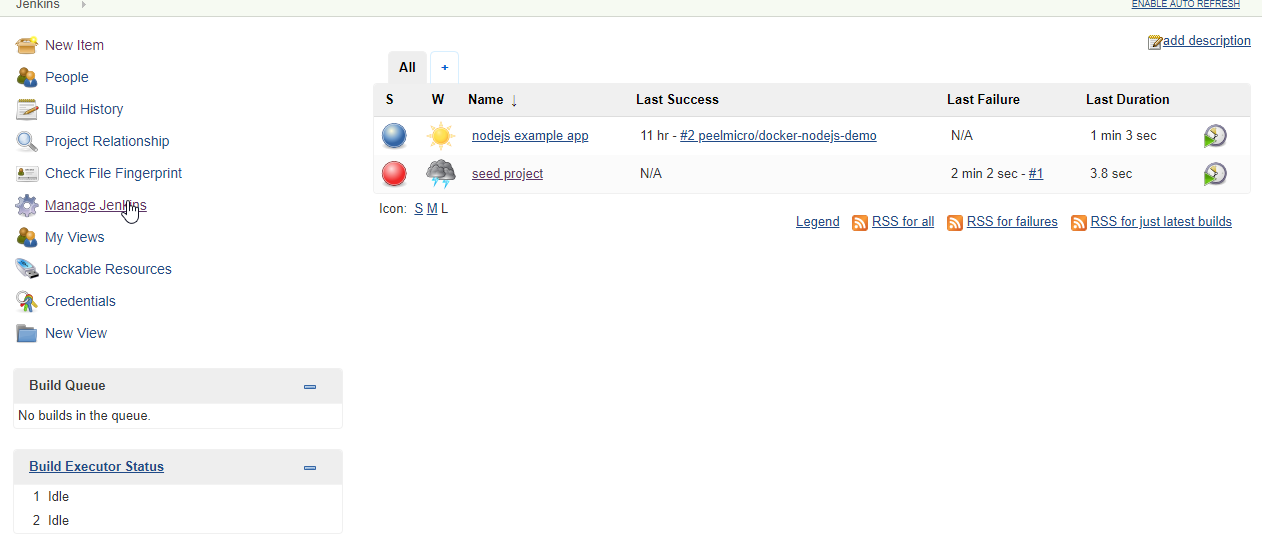 Jenkins
ENABLE AUTO REFRESH
New Item
People
Build History
Project Relationship
Check File Fingerprint
Manage Jenkins
My Views
Lockable Resources
Credentials
New View
Build Queue
No builds in the queue.
Build Executor Status
1 Idle
2 Idle
add description
All +
S W Name ↓ Last Success Last Failure Last Duration
nodejs example app 11 hr - #2 peelmicro/docker-nodejs-demo N/A 1 min 3 sec
seed project N/A 2 min 2 sec - #1 3.8 sec
Icon: S M L
Legend RSS for all RSS for failures RSS for just latest builds